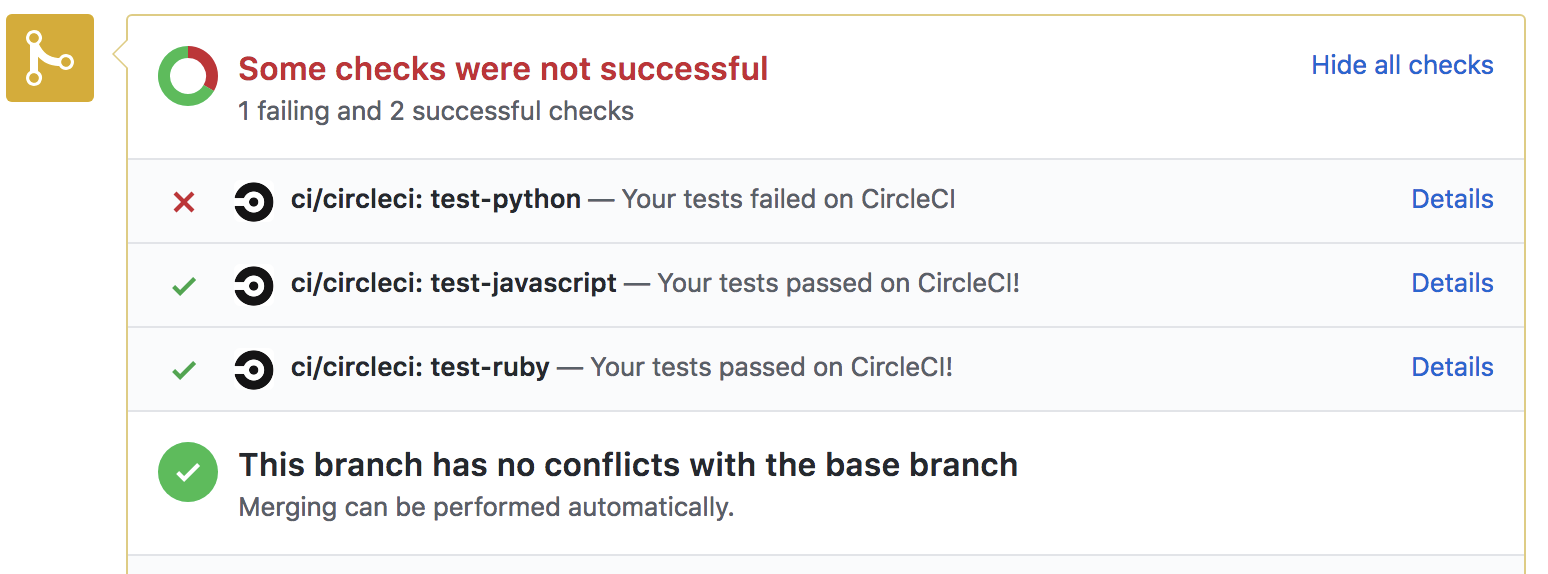 Some checks were not successful
Hide all checks
1 failing and 2 successful checks
ci/circleci: test-python — Your tests failed on CircleCI
Details
ci/circleci: test-javascript — Your tests passed on CircleCI!
Details
ci/circleci: test-ruby — Your tests passed on CircleCI!
Details
This branch has no conflicts with the base branch
Merging can be performed automatically.